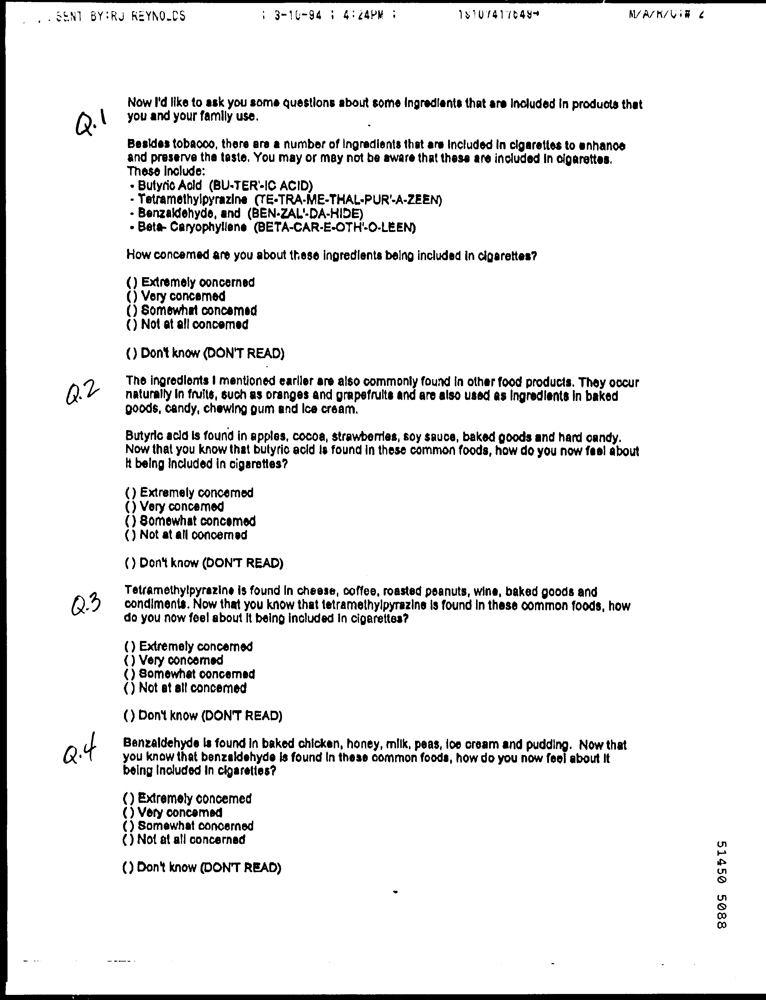 SENT BY:RJ REYNOLDS ; 3-10-94 ; 4:24PM ; 19107417649→ M/A/R/C;# 2
Q.1
Now I'd like to ask you some questions about some ingredients that are included in products that
you and your family use.
Besides tobacco, there are a number of ingredients that are included in cigarettes to enhance
and preserve the taste. You may or may not be aware that these are included in cigarettes.
These include:
- Butyric Acid (BU-TER'-IC ACID)
- Tetramethylpyrazine (TE-TRA-ME-THAL-PUR'-A-ZEEN)
- Benzaldehyde, and (BEN-ZAL'-DA-HIDE)
- Beta- Caryophyllene (BETA-CAR-E-OTH'-O-LEEN)
How concerned are you about these ingredients being included in cigarettes?
() Extremely concerned
() Very concerned
() Somewhat concerned
() Not at all concerned
() Don't know (DON'T READ)
Q.2
The ingredients I mentioned earlier are also commonly found in other food products. They occur
naturally in fruits, such as oranges and grapefruits and are also used as ingredients in baked
goods, candy, chewing gum and ice cream.
Butyric acid is found in apples, cocoa, strawberries, soy sauce, baked goods and hard candy.
Now that you know that butyric acid is found in these common foods, how do you now feel about
it being included in cigarettes?
() Extremely concerned
() Very concerned
() Somewhat concerned
() Not at all concerned
() Don't know (DON'T READ)
Q.3
Tetramethylpyrazine is found in cheese, coffee, roasted peanuts, wine, baked goods and
condiments. Now that you know that tetramethylpyrazine is found in these common foods, how
do you now feel about it being included in cigarettes?
() Extremely concerned
() Very concerned
() Somewhat concerned
() Not at all concerned
() Don't know (DON'T READ)
Q.4
Benzaldehyde is found in baked chicken, honey, milk, peas, ice cream and pudding. Now that
you know that benzaldehyde is found in these common foods, how do you now feel about it
being included in cigarettes?
() Extremely concerned
() Very concerned
() Somewhat concerned
() Not at all concerned
() Don't know (DON'T READ)
51450 5088